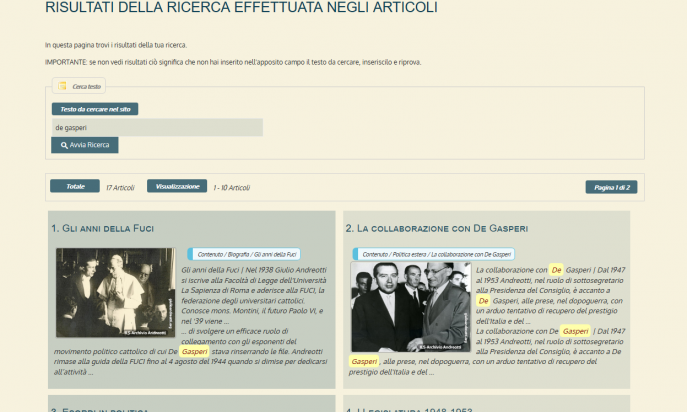 RISULTATI DELLA RICERCA EFFETTUATA NEGLI ARTICOLI
In questa pagina trovi i risultati della tua ricerca.
IMPORTANTE: se non vedi risultati ciò significa che non hai inserito nell'apposito campo il testo da cercare, inseriscilo e riprova.
Cerca testo
Testo da cercare nel sito
de gasperi
Avvia Ricerca
Totale 17 Articoli Visualizzazione 1 - 10 Articoli Pagina 1 di 2
1. Gli anni della Fuci
Contenuto / Biografia / Gli anni della Fuci
Gli anni della Fuci | Nel 1938 Giulio Andreotti
si iscrive alla Facoltà di Legge dell'Università
La Sapienza di Roma e aderisce alla FUCI, la
federazione degli universitari cattolici.
Conosce mons. Montini, il futuro Paolo VI, e
nel '39 viene ...
... di svolgere un efficace ruolo di
collegamento con gli esponenti del
movimento politico cattolico di cui De Gasperi stava rinserrando le file. Andreotti
rimase alla guida della FUCI fino al 4 agosto del 1944 quando si dimise per dedicarsi
all'attività ...
IES Archivio Andreotti
2. La collaborazione con De Gasperi
Contenuto / Politica estera / La collaborazione con De Gasperi
La collaborazione con De Gasperi | Dal 1947
al 1953 Andreotti, nel ruolo di sottosegretario
alla Presidenza del Consiglio, è accanto a
De Gasperi, alle prese, nel dopoguerra, con
un arduo tentativo di recupero del prestigio
dell'Italia e del ...
La collaborazione con De Gasperi | Dal 1947
al 1953 Andreotti, nel ruolo di sottosegretario
alla Presidenza del Consiglio, è accanto a De
Gasperi, alle prese, nel dopoguerra, con un arduo tentativo di recupero del
prestigio dell'Italia e del ...
IES Archivio Andreotti
3. Esordi in politica
4. I legislatura 1948-1953